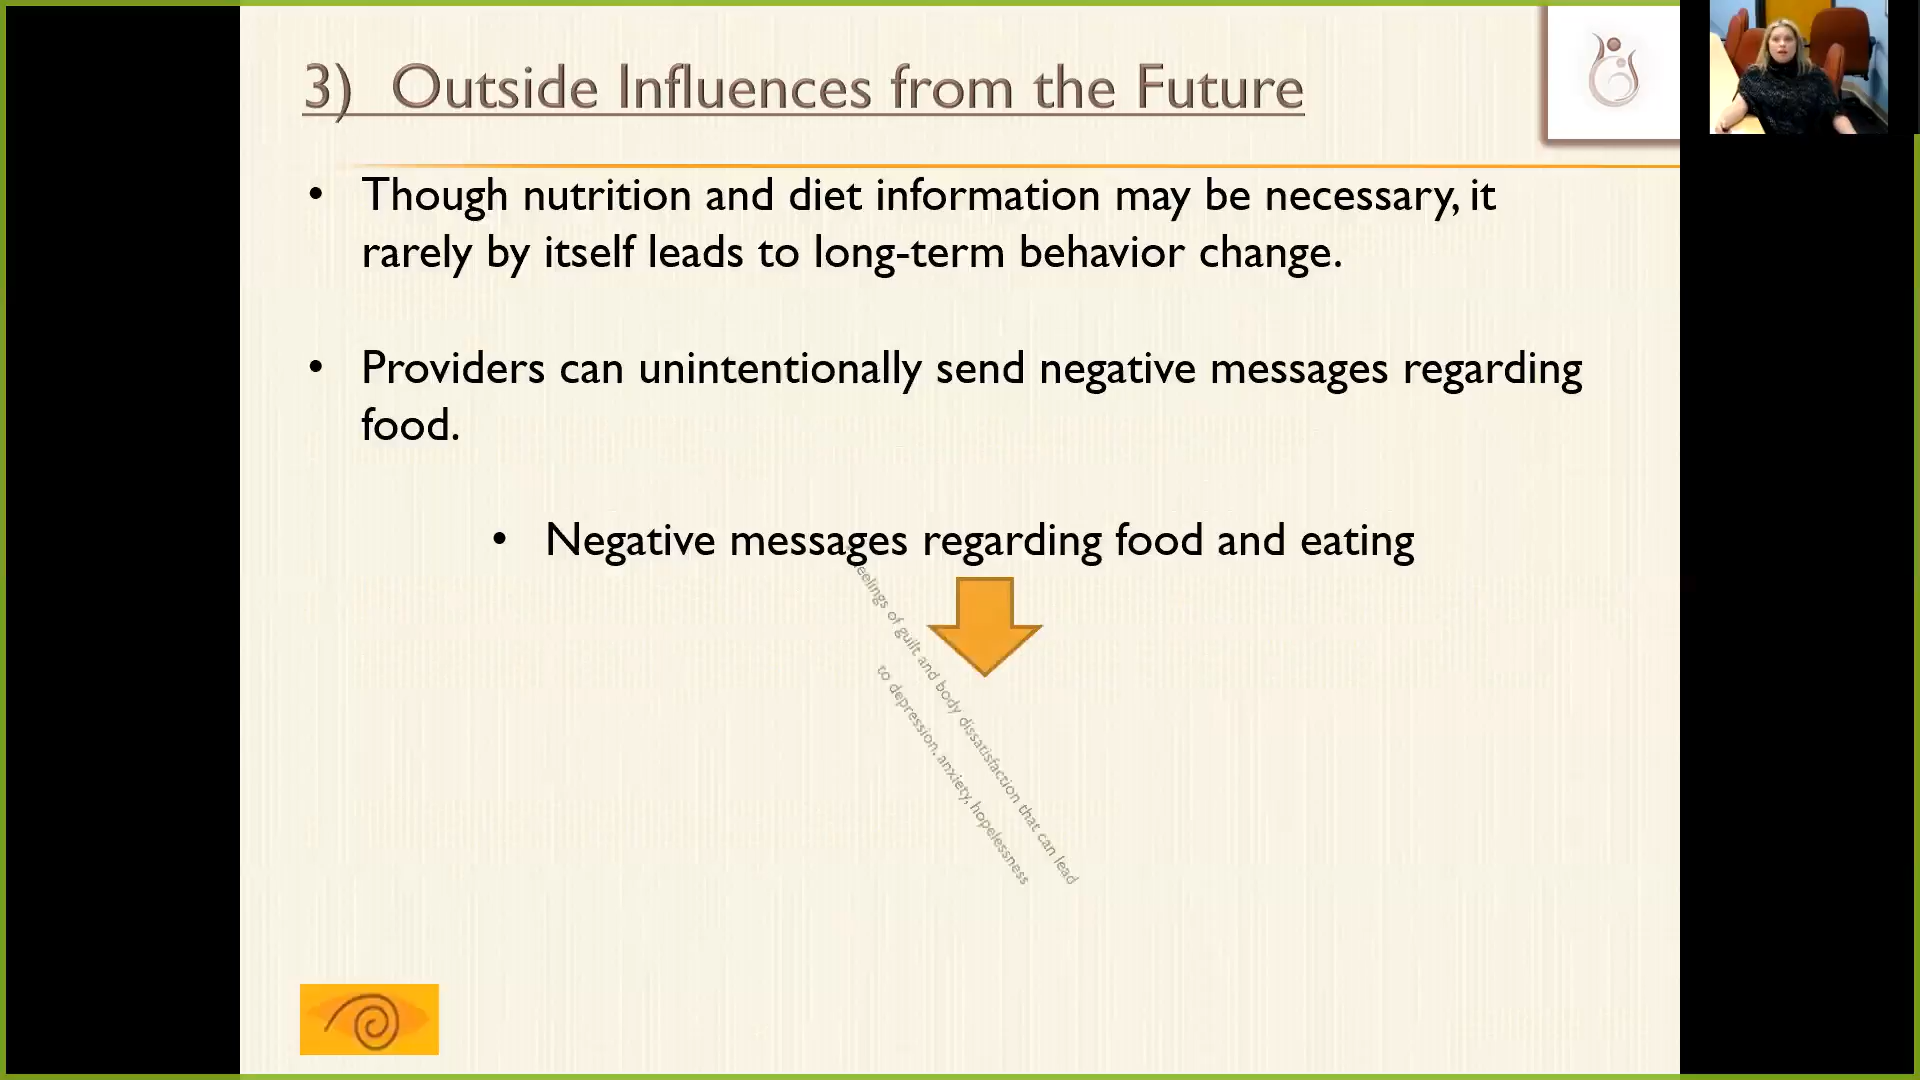 3) Outside Influences from the Future
• Though nutrition and diet information may be necessary, it
rarely by itself leads to long-term behavior change.
• Providers can unintentionally send negative messages regarding
food.
• Negative messages regarding food and eating
feelings of guilt and body dissatisfaction that can lead
to depression, anxiety, hopelessness